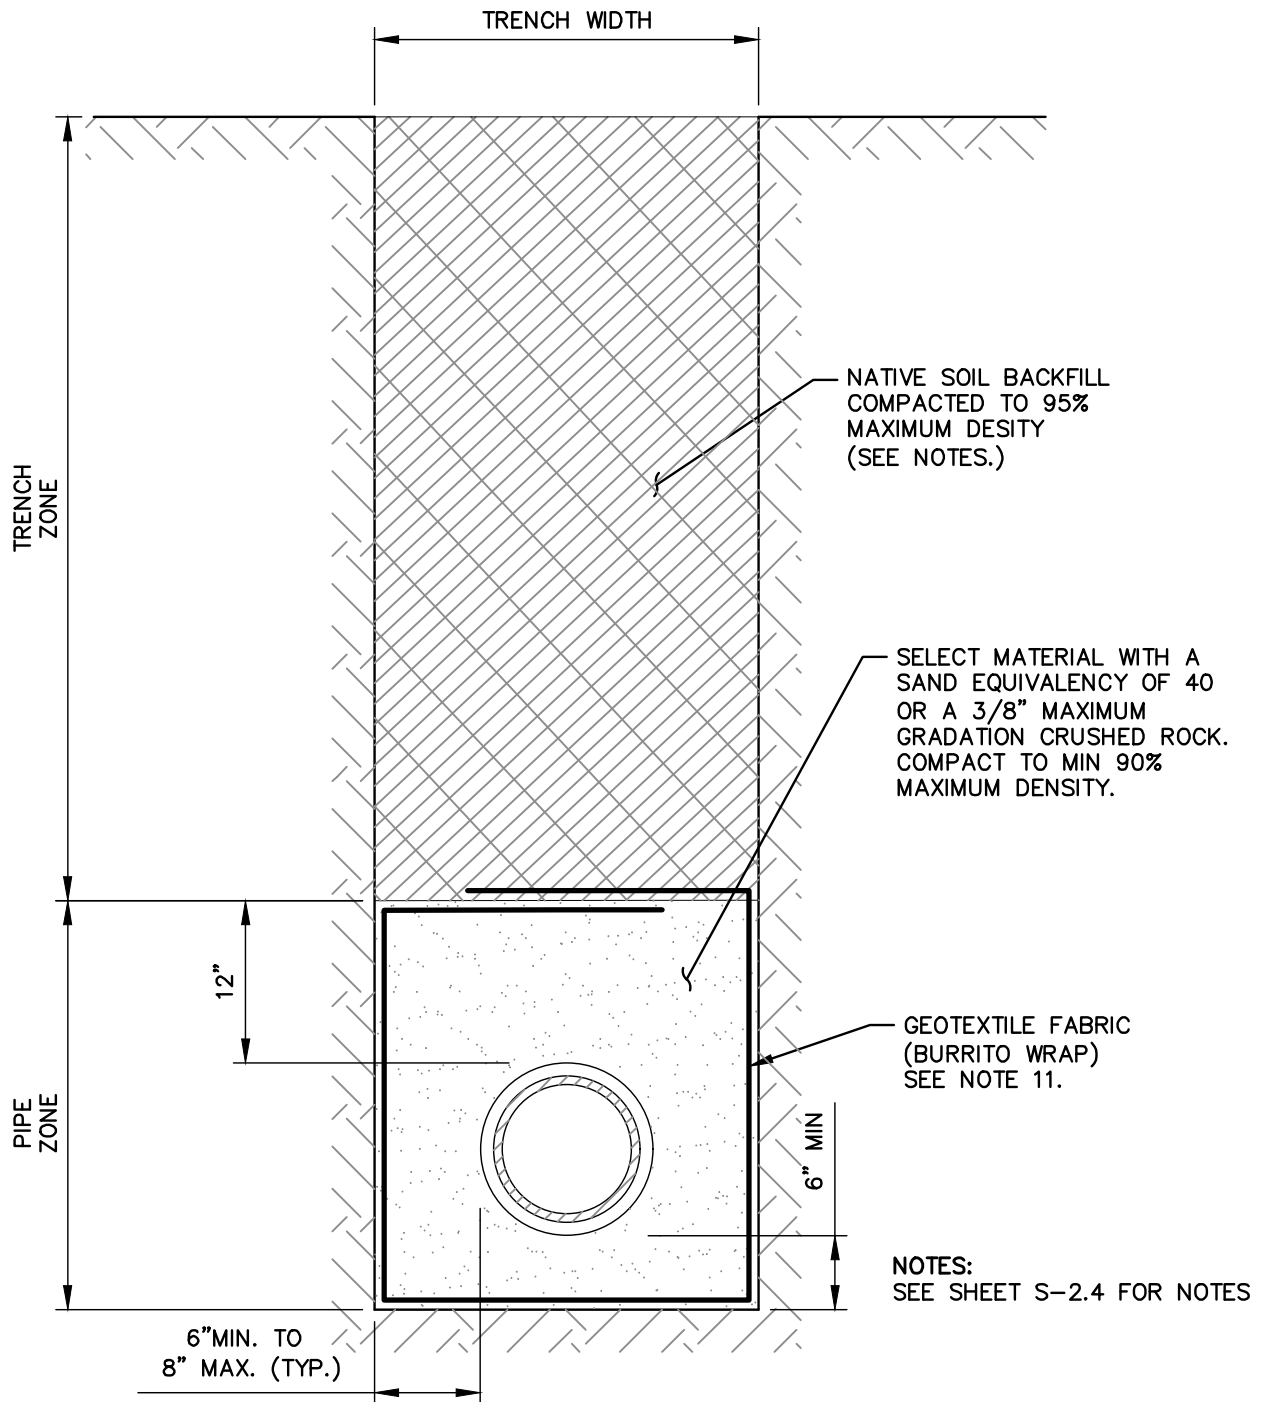 TRENCH WIDTH
NATIVE SOIL BACKFILL
COMPACTED TO 95%
MAXIMUM DESITY
(SEE NOTES.)
TRENCH
ZONE
SELECT MATERIAL WITH A
SAND EQUIVALENCY OF 40
OR A 3/8" MAXIMUM
GRADATION CRUSHED ROCK.
COMPACT TO MIN 90%
MAXIMUM DENSITY.
12"
GEOTEXTILE FABRIC
(BURRITO WRAP)
SEE NOTE 11.
PIPE
ZONE
6" MIN
NOTES:
SEE SHEET S-2.4 FOR NOTES
6"MIN. TO
8" MAX. (TYP.)